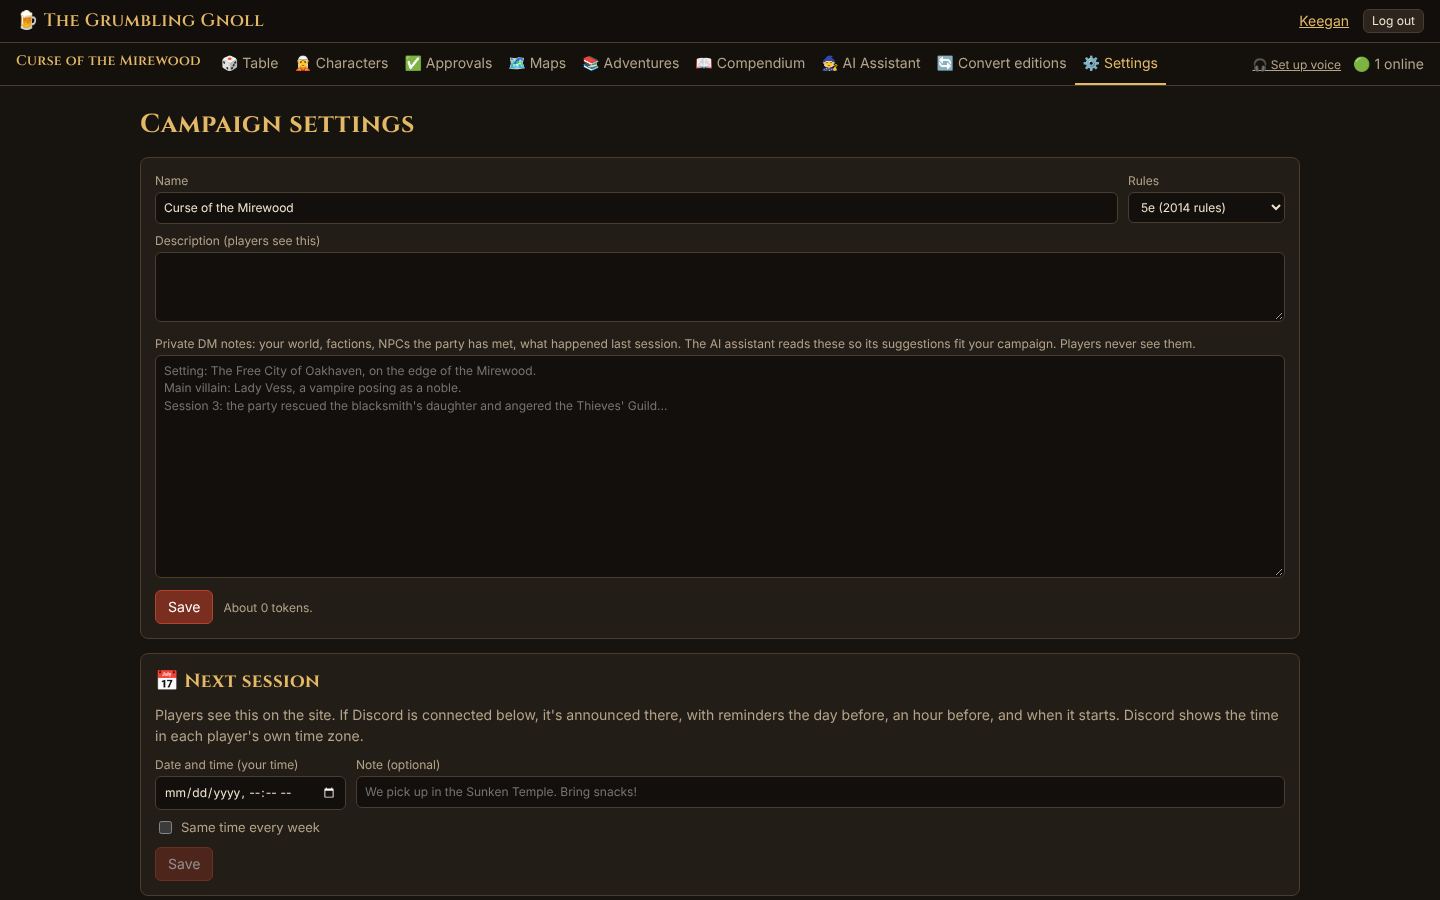 The Grumbling Gnoll
Keegan
Log out
Curse of the Mirewood
Table
Characters
Approvals
Maps
Adventures
Compendium
AI Assistant
Convert editions
Settings
Set up voice
1 online
Campaign settings
Name
Rules
Curse of the Mirewood
5e (2014 rules)
Description (players see this)
Private DM notes: your world, factions, NPCs the party has met, what happened last session. The AI assistant reads these so its suggestions fit your campaign. Players never see them.
Setting: The Free City of Oakhaven, on the edge of the Mirewood.
Main villain: Lady Vess, a vampire posing as a noble.
Session 3: the party rescued the blacksmith's daughter and angered the Thieves' Guild...
Save
About 0 tokens.
17 Next session
Players see this on the site. If Discord is connected below, it's announced there, with reminders the day before, an hour before, and when it starts. Discord shows the time
in each player's own time zone.
Date and time (your time)
Note (optional)
mm/dd/yyyy, --:-- --
We pick up in the Sunken Temple. Bring snacks!
Same time every week
Save